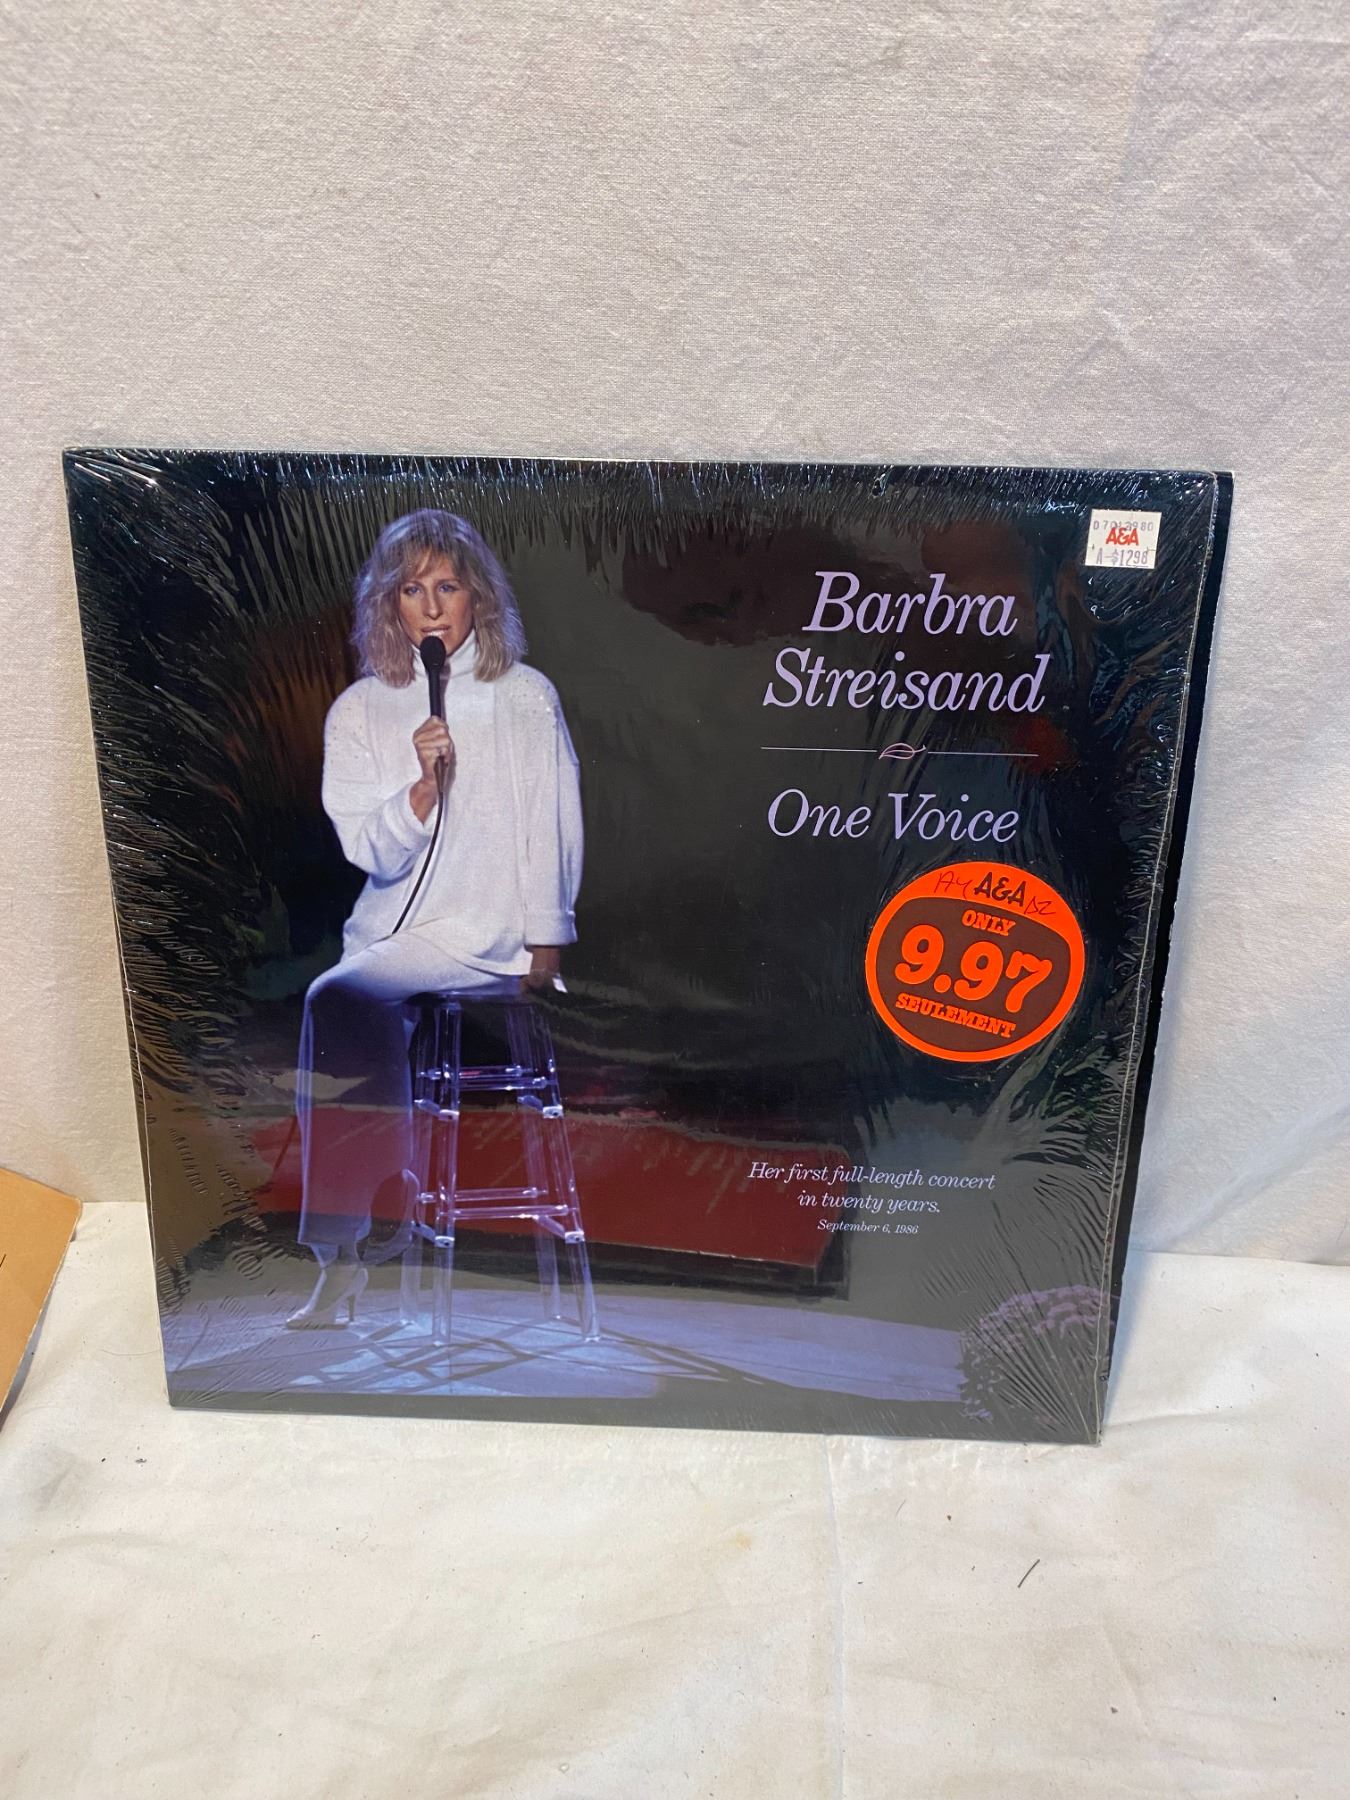 A&A
A-$1298
Barbra
Streisand
One Voice
A&A
ONLY
9.97
SEULEMENT
Her first full-length concert
in twenty years.
September 6, 1986